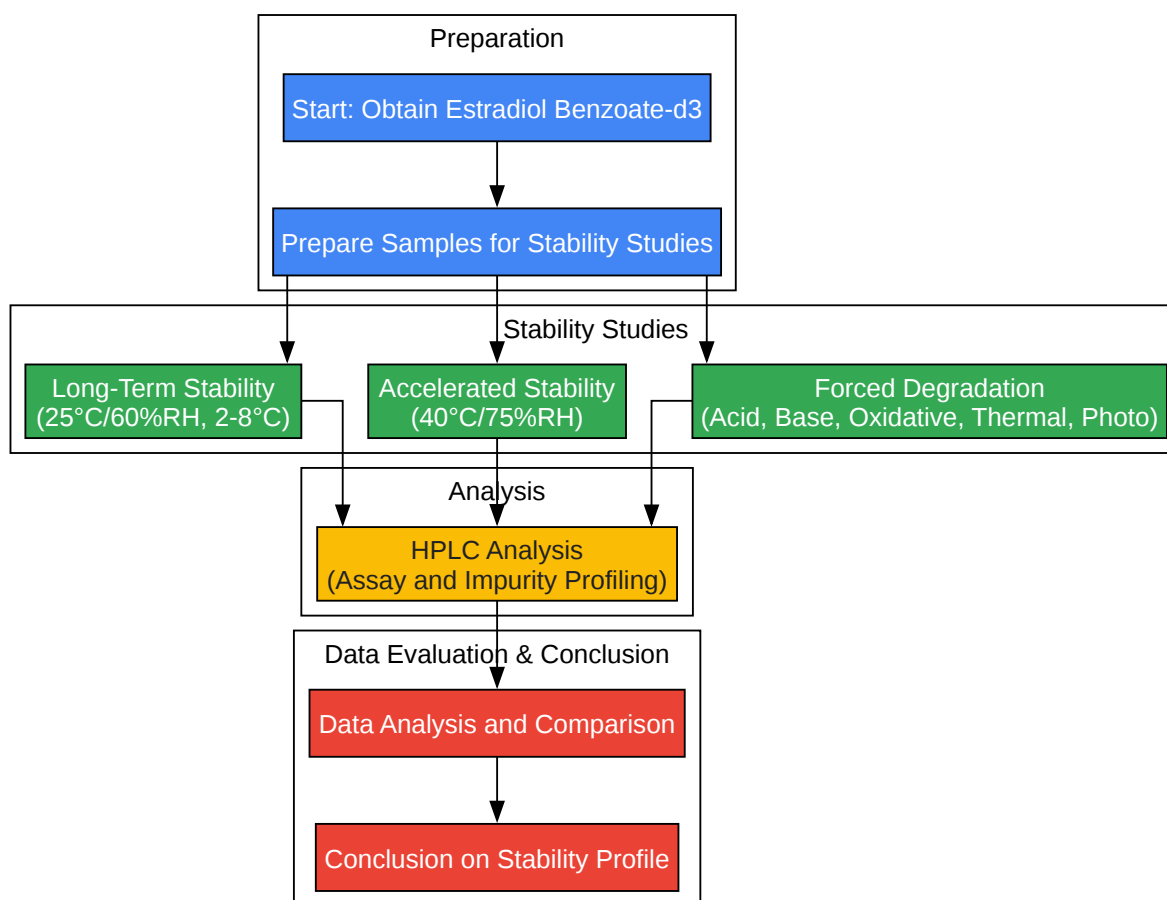 Preparation
Start: Obtain Estradiol Benzoate-d3
Prepare Samples for Stability Studies
Stability Studies
Long-Term Stability
(25°C/60%RH, 2-8°C)
Accelerated Stability
(40°C/75%RH)
Forced Degradation
(Acid, Base, Oxidative, Thermal, Photo)
Analysis
HPLC Analysis
(Assay and Impurity Profiling)
Data Evaluation & Conclusion
Data Analysis and Comparison
Conclusion on Stability Profile